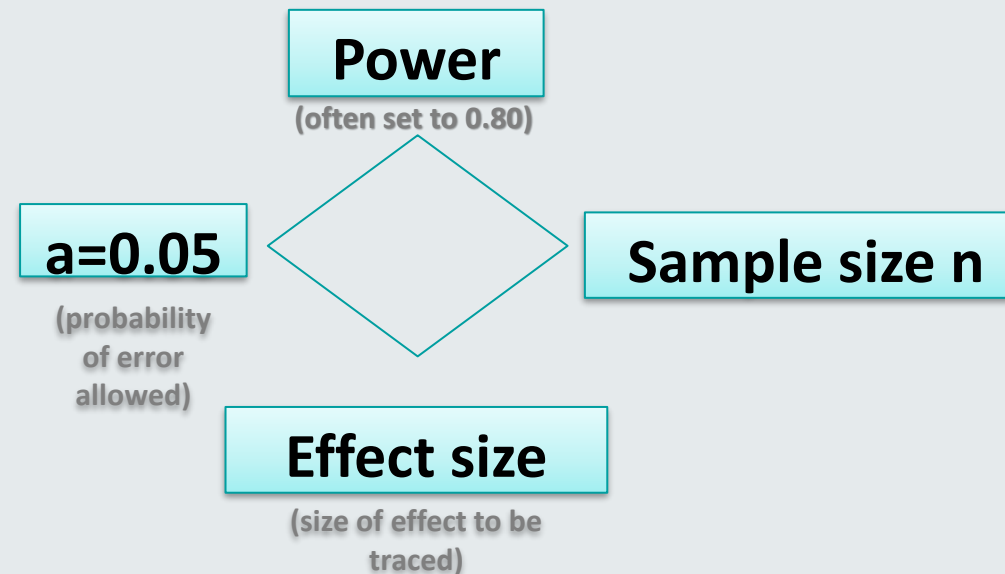 Power
(often set to 0.80)
a=0.05
Sample size n
(probability
of error
allowed)
Effect size
(size of effect to be
traced)